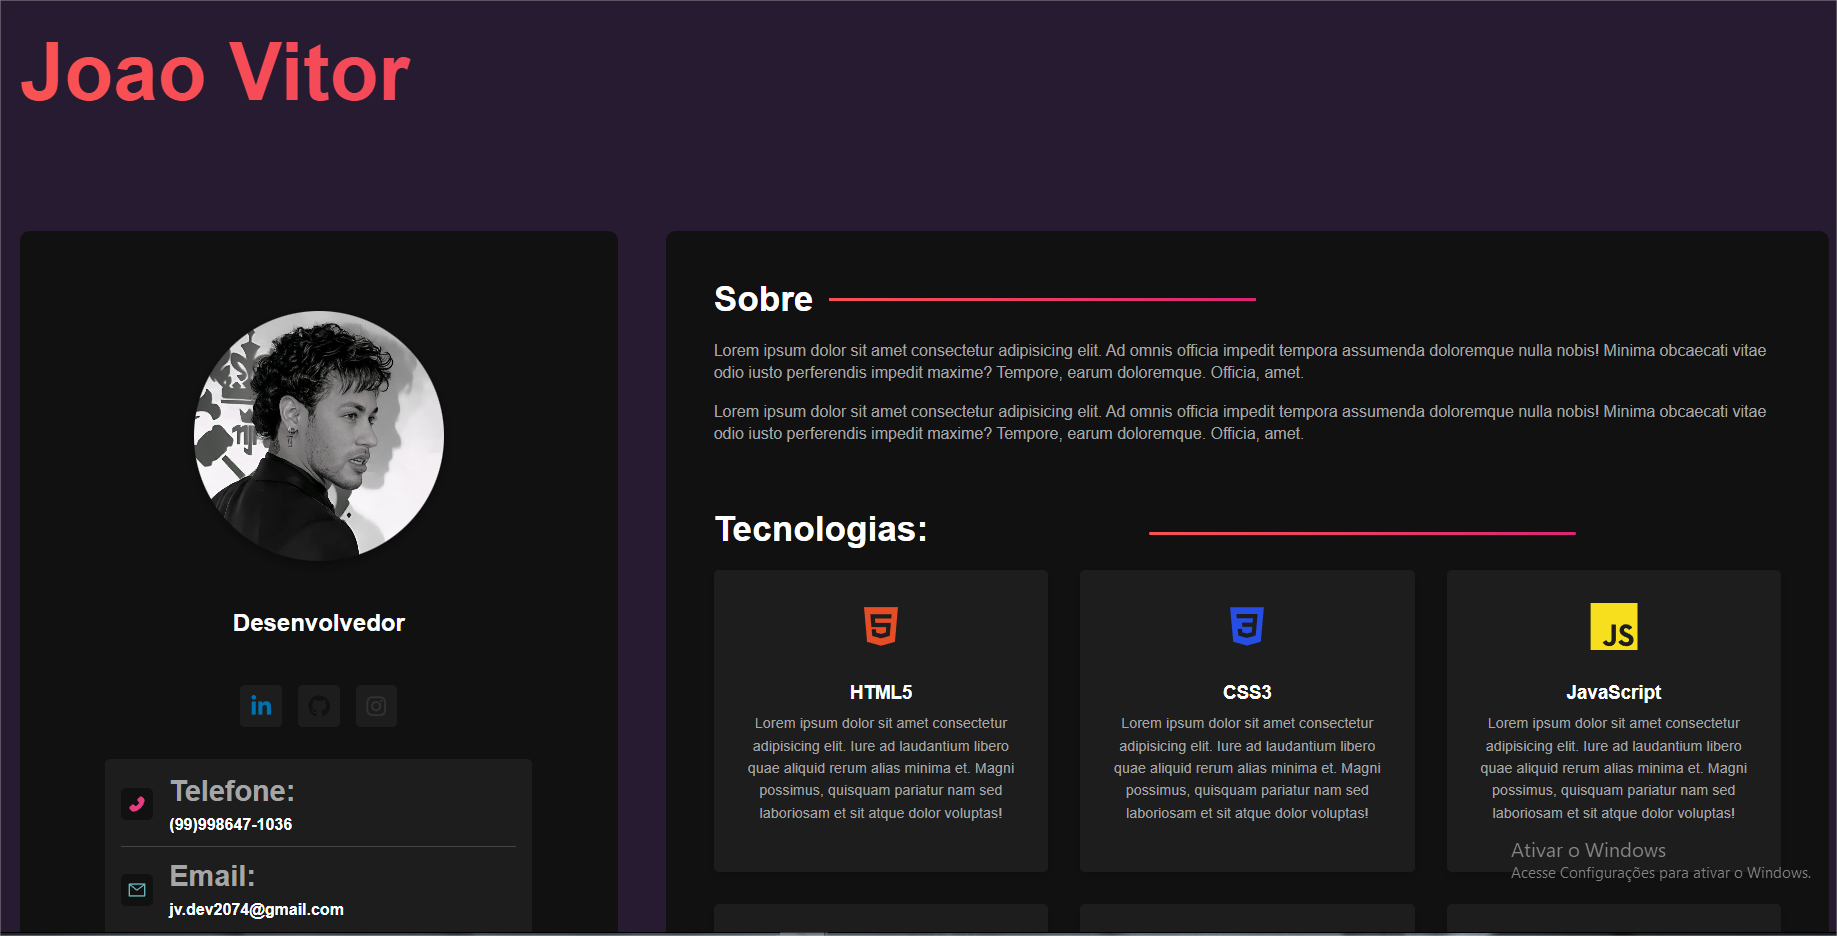 Joao Vitor
Desenvolvedor
in
Telefone:
(99)998647-1036
Email:
jv.dev2074@gmail.com
Sobre
Lorem ipsum dolor sit amet consectetur adipisicing elit. Ad omnis officia impedit tempora assumenda doloremque nulla nobis! Minima obcaecati vitae
odio iusto perferendis impedit maxime? Tempore, earum doloremque. Officia, amet.
Lorem ipsum dolor sit amet consectetur adipisicing elit. Ad omnis officia impedit tempora assumenda doloremque nulla nobis! Minima obcaecati vitae
odio iusto perferendis impedit maxime? Tempore, earum doloremque. Officia, amet.
Tecnologias:
5
HTML5
Lorem ipsum dolor sit amet consectetur
adipisicing elit. Iure ad laudantium libero
quae aliquid rerum alias minima et. Magni
possimus, quisquam pariatur nam sed
laboriosam et sit atque dolor voluptas!
3
CSS3
Lorem ipsum dolor sit amet consectetur
adipisicing elit. Iure ad laudantium libero
quae aliquid rerum alias minima et. Magni
possimus, quisquam pariatur nam sed
laboriosam et sit atque dolor voluptas!
JS
JavaScript
Lorem ipsum dolor sit amet consectetur
adipisicing elit. Iure ad laudantium libero
quae aliquid rerum alias minima et. Magni
possimus, quisquam pariatur nam sed
laboriosam et sit atque dolor voluptas!
Ativar o Windows
Acesse Configurações para ativar o Windows.